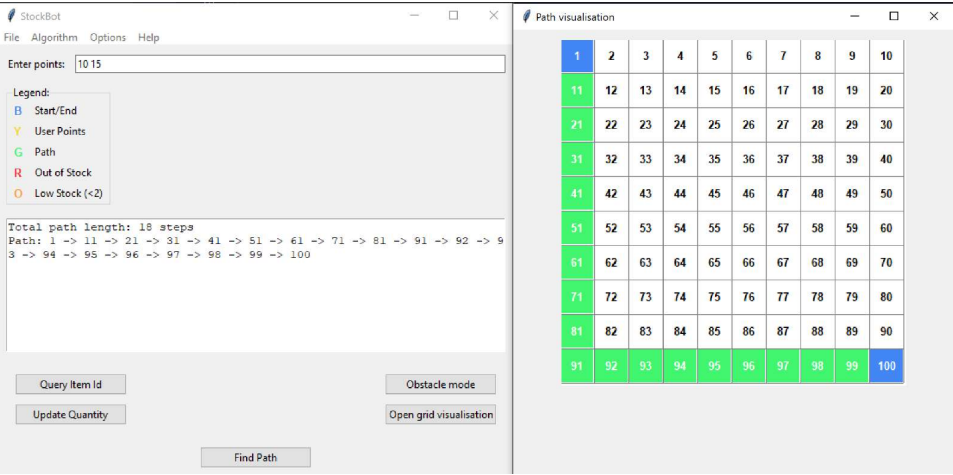 StockBot
File Algorithm Options Help
Enter points: 10 15
Legend:
B Start/End
Y User Points
G Path
R Out of Stock
O Low Stock (<2)
Total path length: 18 steps
Path: 1 -> 11 -> 21 -> 31 -> 41 -> 51 -> 61 -> 71 -> 81 -> 91 -> 92 -> 9
3 -> 94 -> 95 -> 96 -> 97 -> 98 -> 99 -> 100
Query Item Id
Obstacle mode
Update Quantity
Open grid visualisation
Find Path
Path visualisation
1 2 3 4 5 6 7 8 9 10
11 12 13 14 15 16 17 18 19 20
21 22 23 24 25 26 27 28 29 30
31 32 33 34 35 36 37 38 39 40
41 42 43 44 45 46 47 48 49 50
51 52 53 54 55 56 57 58 59 60
61 62 63 64 65 66 67 68 69 70
71 72 73 74 75 76 77 78 79 80
81 82 83 84 85 86 87 88 89 90
91 92 93 94 95 96 97 98 99 100